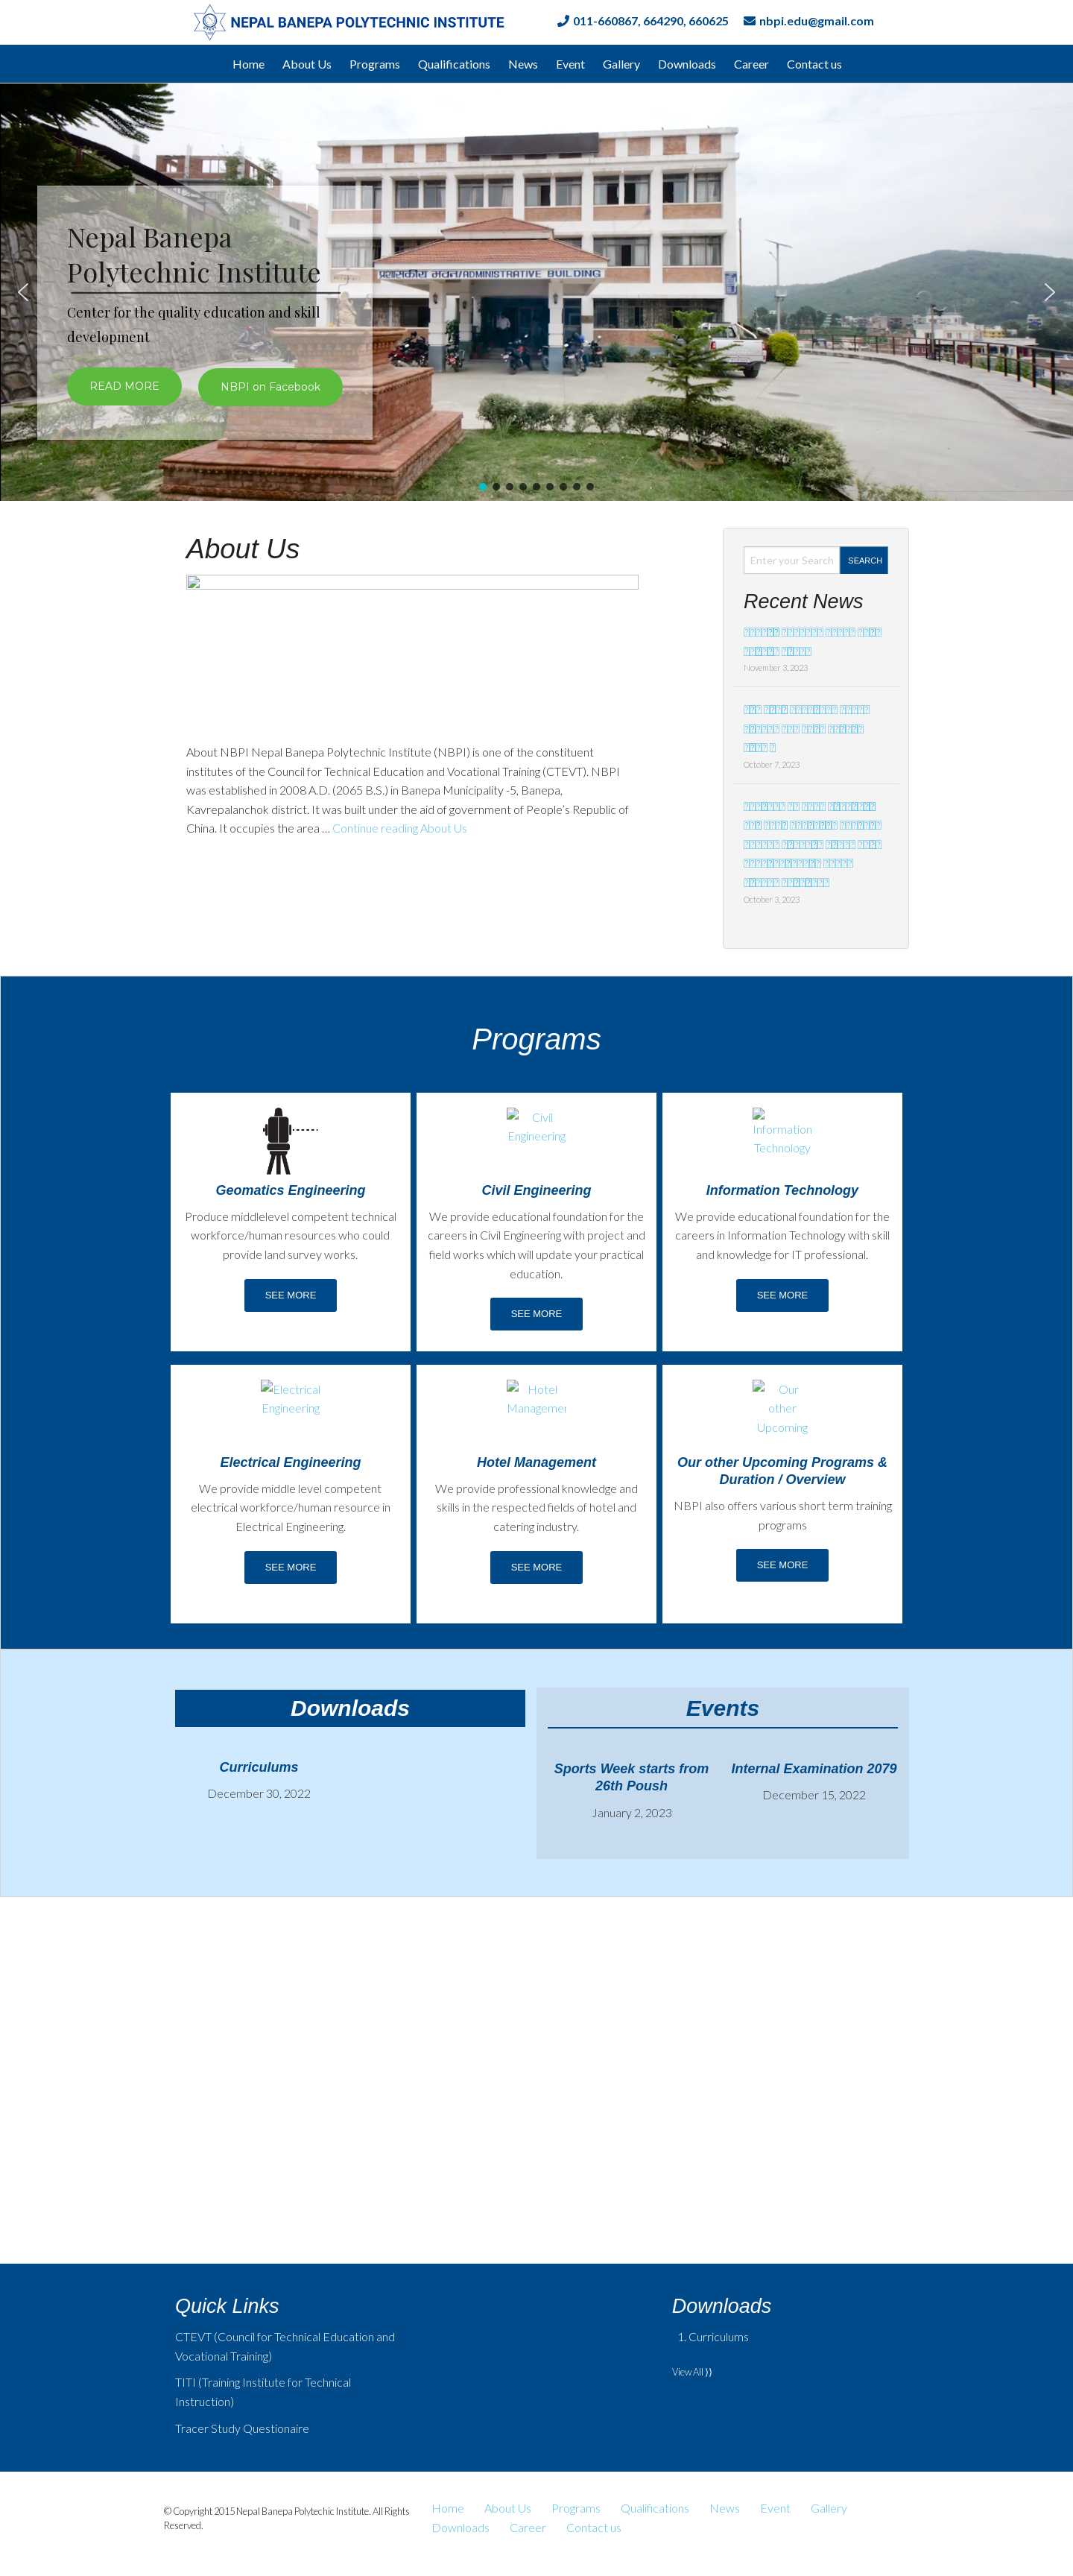 NEPAL BANEPA POLYTECHNIC INSTITUTE
011-660867, 664290, 660625
nbpi.edu@gmail.com
Home About Us Programs Qualifications News Event Gallery Downloads Career Contact us
ADMINISTRATIVE BUILDING
Nepal Banepa
Polytechnic Institute
Center for the quality education and skill
development
READ MORE
NBPI on Facebook
About Us
About NBPI Nepal Banepa Polytechnic Institute (NBPI) is one of the constituent
institutes of the Council for Technical Education and Vocational Training (CTEVT). NBPI
was established in 2008 A.D. (2065 B.S.) in Banepa Municipality -5, Banepa,
Kavrepalanchok district. It was built under the aid of government of People's Republic of
China. It occupies the area … Continue reading About Us
Enter your Search
SEARCH
Recent News
November 3, 2023
October 7, 2023
October 3, 2023
Programs
Geomatics Engineering
Produce middlelevel competent technical
workforce/human resources who could
provide land survey works.
SEE MORE
Civil
Engineering
Civil Engineering
We provide educational foundation for the
careers in Civil Engineering with project and
field works which will update your practical
education.
SEE MORE
Information
Technology
Information Technology
We provide educational foundation for the
careers in Information Technology with skill
and knowledge for IT professional.
SEE MORE
Electrical
Engineering
Electrical Engineering
We provide middle level competent
electrical workforce/human resource in
Electrical Engineering.
SEE MORE
Hotel
Hotel Management
We provide professional knowledge and
skills in the respected fields of hotel and
catering industry.
SEE MORE
Our
other
Upcoming
Our other Upcoming Programs &
Duration / Overview
NBPI also offers various short term training
programs
SEE MORE
Downloads
Curriculums
December 30, 2022
Events
Sports Week starts from
26th Poush
January 2, 2023
Internal Examination 2079
December 15, 2022
Quick Links
CTEVT (Council for Technical Education and
Vocational Training)
TITI (Training Institute for Technical
Instruction)
Tracer Study Questionaire
Downloads
1. Curriculums
View All ⟩⟩
© Copyright 2015 Nepal Banepa Polytechic Institute. All Rights
Reserved.
Home About Us Programs Qualifications News Event Gallery
Downloads Career Contact us